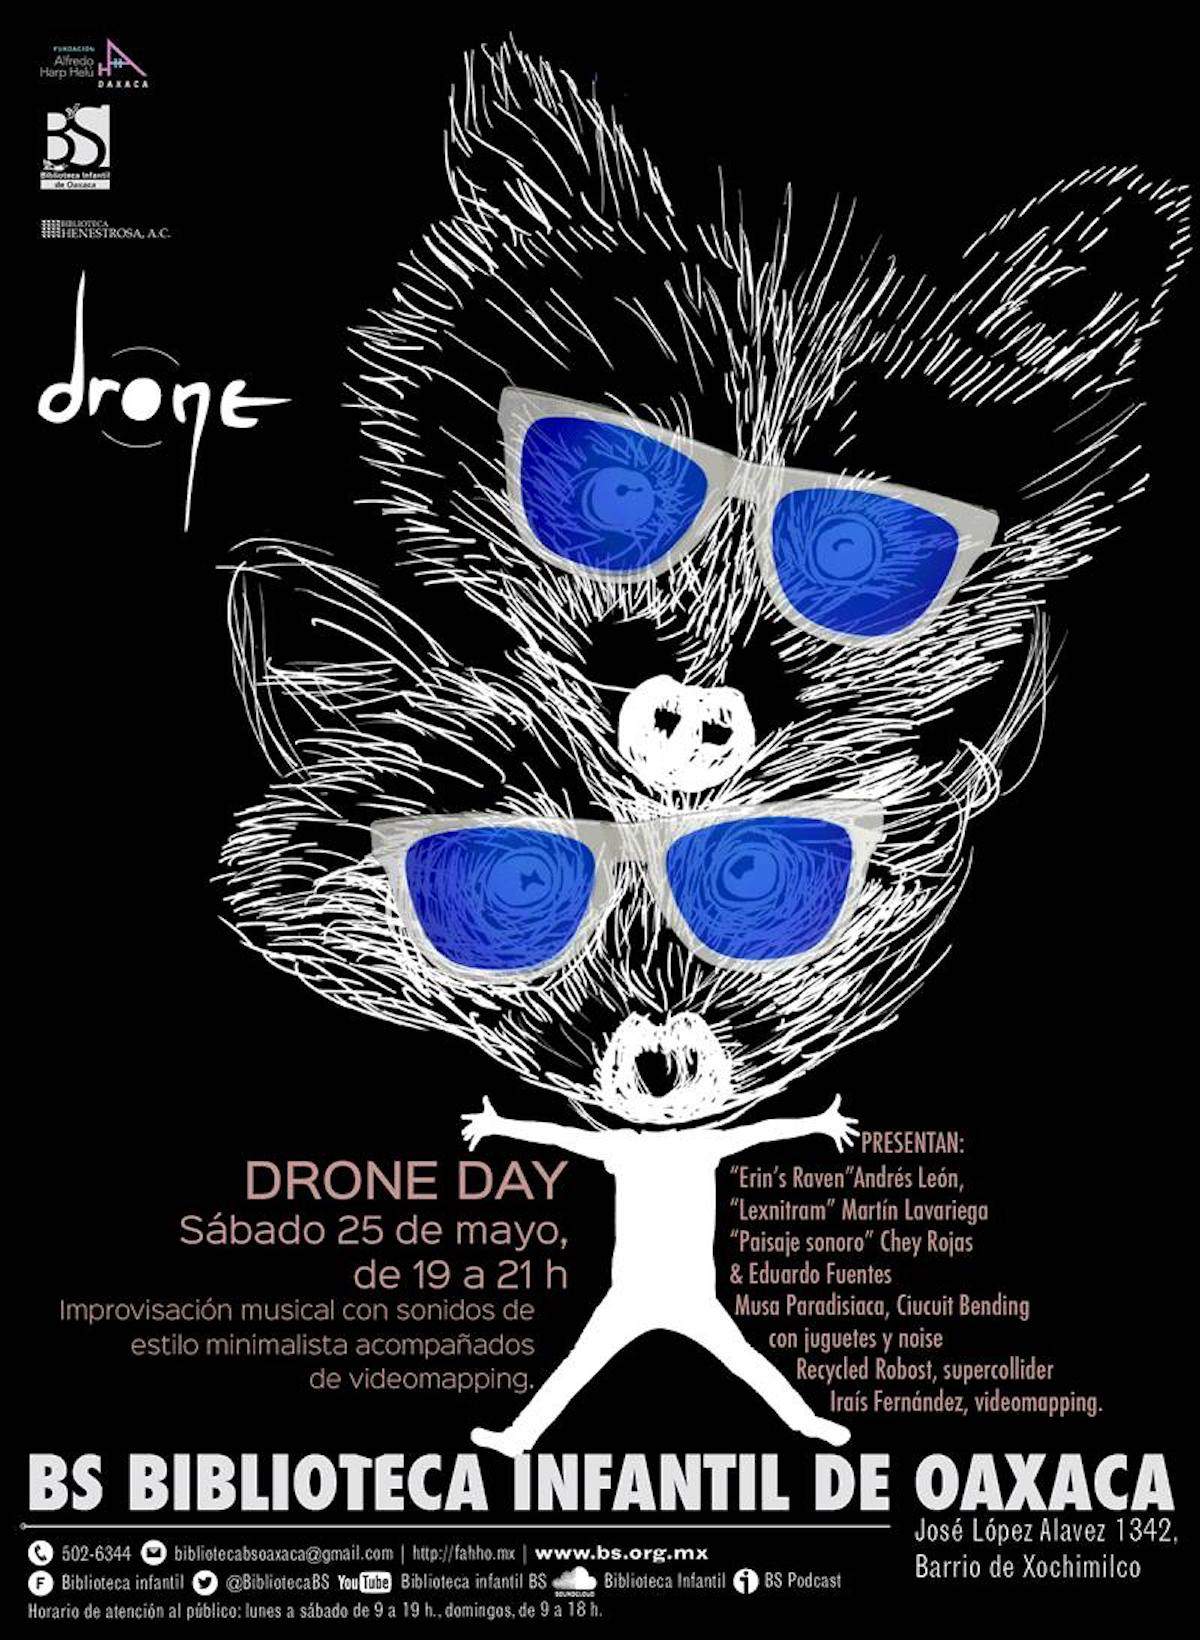 FUNDACIÓN
Alfredo
Harp Helú
OAXACA
BS
Biblioteca Infantil
de Oaxaca
BIBLIOTECA
HENESTROSA, A.C.
drone
PRESENTAN:
"Erin's Raven"Andrés León,
"Lexnitram" Martín Lavariega
"Paisaje sonoro" Chey Rojas
& Eduardo Fuentes
Musa Paradisiaca, Ciucuit Bending
con juguetes y noise
Recycled Robost, supercollider
Iraís Fernández, videomapping.
DRONE DAY
Sábado 25 de mayo,
de 19 a 21 h
Improvisación musical con sonidos de
estilo minimalista acompañados
de videomapping.
BS BIBLIOTECA INFANTIL DE OAXACA
José López Alavez 1342,
Barrio de Xochimilco
502-6344 bibliotecabsoaxaca@gmail.com | http://fahho.mx | www.bs.org.mx
F Biblioteca infantil @BibliotecaBS YouTube Biblioteca infantil BS SOUNDCLOUD Biblioteca Infantil i BS Podcast
Horario de atención al público: lunes a sábado de 9 a 19 h., domingos, de 9 a 18 h.